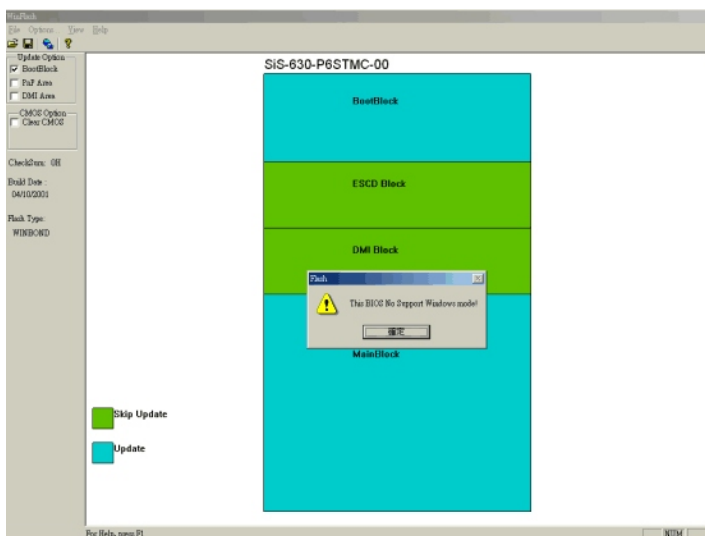 WinFlash
File Options View Help
Update Option
BootBlock
PnP Area
DMI Area
CMOS Option
Clear CMOS
CheckSum: 0H
Build Date :
04/10/2001
Flash Type:
WINBOND
SiS-630-P6STMC-00
BootBlock
ESCD Block
DMI Block
Flash
This BIOS No Support Windows mode!
確定
MainBlock
Skip Update
Update
For Help, press F1
NUM